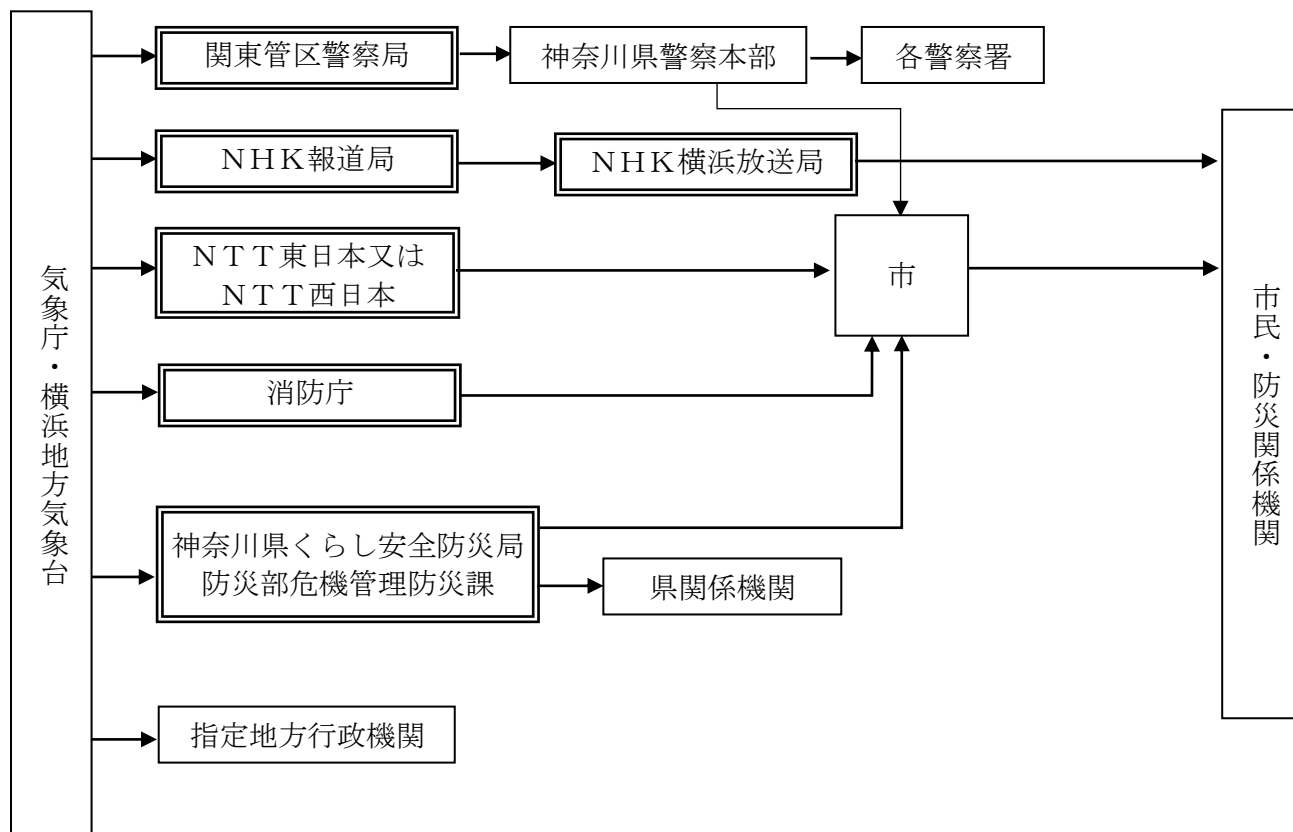 関東管区警察局
神奈川県警察本部
各警察署
NHK報道局
NHK横浜放送局
NTT東日本又は
NTT西日本
市
消防庁
神奈川県くらし安全防災局
防災部危機管理防災課
県関係機関
指定地方行政機関
気象庁・横浜地方気象台
市民・防災関係機関